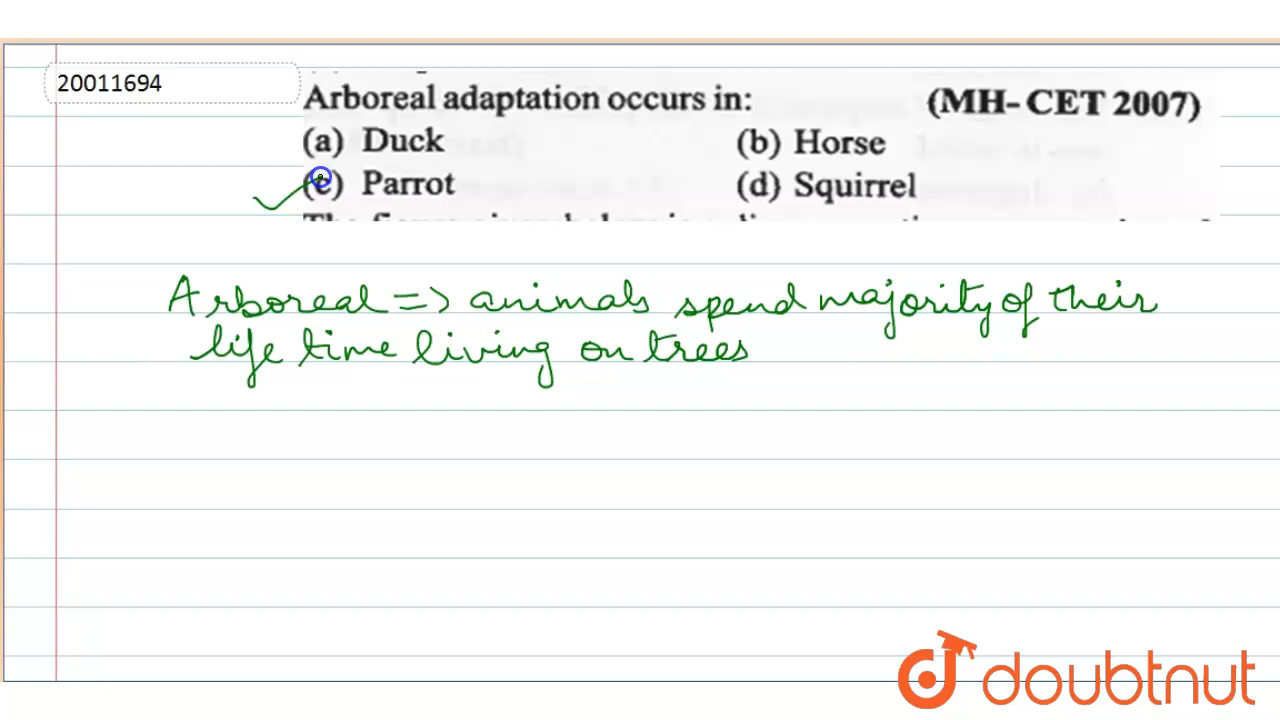 20011694
Arboreal adaptation occurs in: (MH-CET 2007)
(a) Duck (b) Horse
(c) Parrot (d) Squirrel
Arboreal => animals spend majority of their
life time living on trees
doubtnut